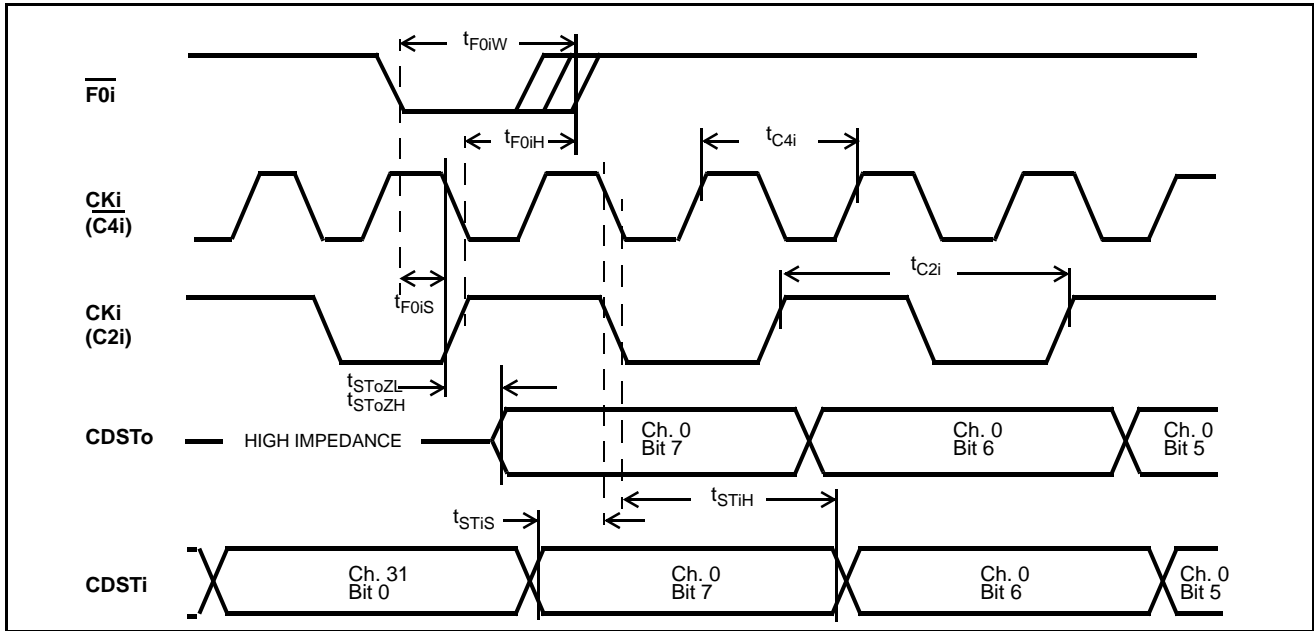 tF0iW
F0i
tF0iH
tC4i
CKi
(C4i)
tC2i
tF0iS
CKi
(C2i)
tSToZL
tSToZH
CDSTo
HIGH IMPEDANCE
Ch. 0
Bit 7
Ch. 0
Bit 6
Ch. 0
Bit 5
tSTiH
tSTiS
CDSTi
Ch. 31
Bit 0
Ch. 0
Bit 7
Ch. 0
Bit 6
Ch. 0
Bit 5